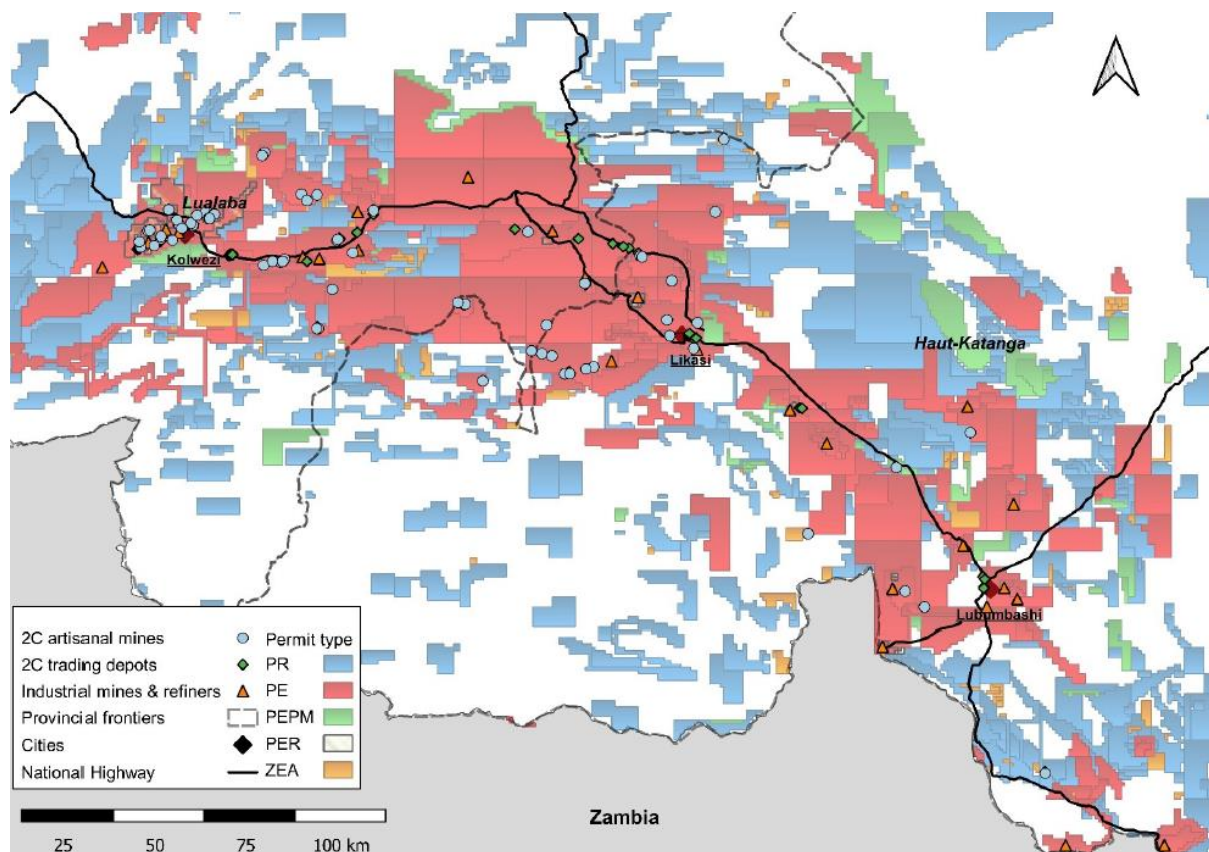 Lualaba
Kolwezi
Likasi
Haut-Katanga
Lubumbashi
Zambia
2C artisanal mines Permit type
2C trading depots PR
Industrial mines & refiners PE
Provincial frontiers PEPM
Cities PER
National Highway ZEA
25 50 75 100 km